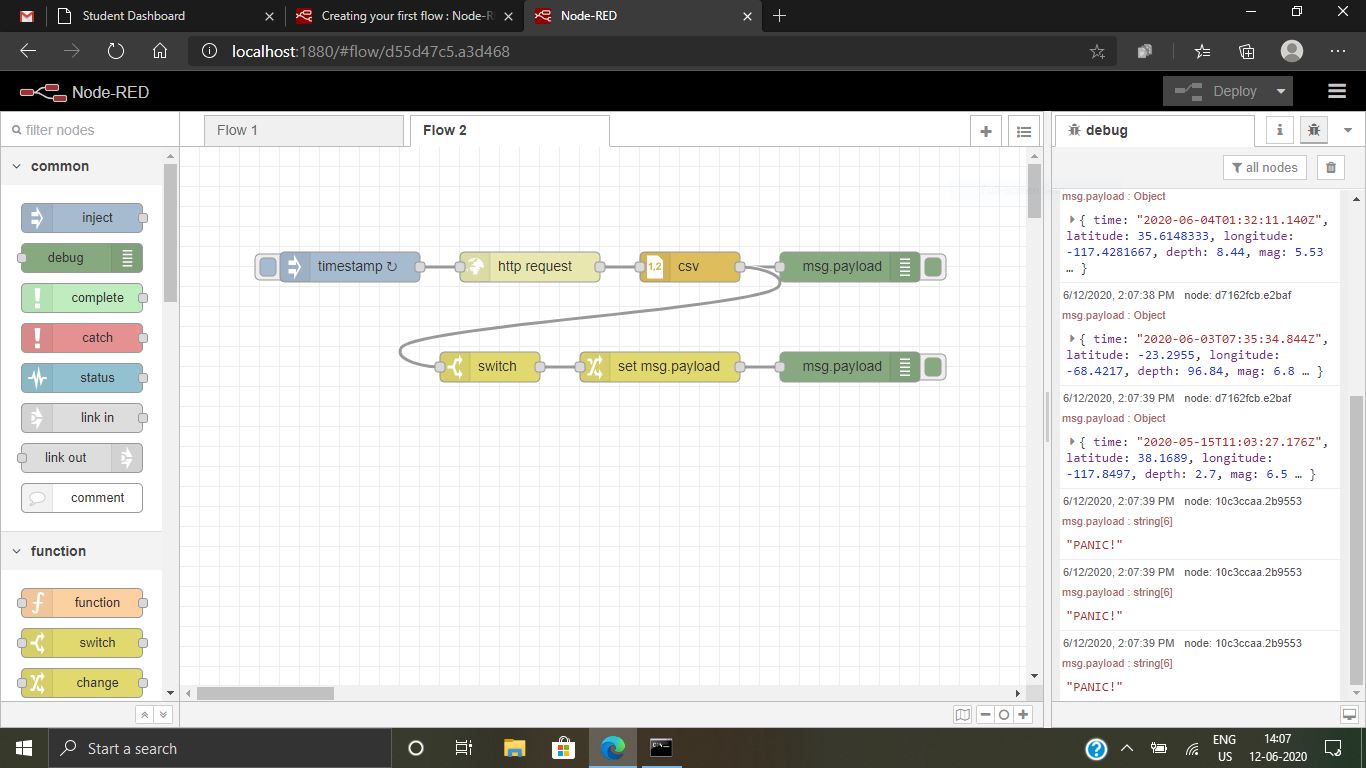 Student Dashboard
Creating your first flow : Node-R
Node-RED
localhost:1880/#flow/d55d47c5.a3d468
Node-RED
Deploy
filter nodes
Flow 1
Flow 2
debug
i
all nodes
common
inject
debug
complete
catch
status
link in
link out
comment
function
function
switch
change
timestamp ↻
http request
1,2
csv
msg.payload
switch
set msg.payload
msg.payload
msg.payload : Object
{ time: "2020-06-04T01:32:11.140Z",
latitude: 35.6148333, longitude:
-117.4281667, depth: 8.44, mag: 5.53
… }
6/12/2020, 2:07:38 PM node: d7162fcb.e2baf
msg.payload : Object
{ time: "2020-06-03T07:35:34.844Z",
latitude: -23.2955, longitude:
-68.4217, depth: 96.84, mag: 6.8 … }
6/12/2020, 2:07:39 PM node: d7162fcb.e2baf
msg.payload : Object
{ time: "2020-05-15T11:03:27.176Z",
latitude: 38.1689, longitude:
-117.8497, depth: 2.7, mag: 6.5 … }
6/12/2020, 2:07:39 PM node: 10c3ccaa.2b9553
msg.payload : string[6]
"PANIC!"
6/12/2020, 2:07:39 PM node: 10c3ccaa.2b9553
msg.payload : string[6]
"PANIC!"
6/12/2020, 2:07:39 PM node: 10c3ccaa.2b9553
msg.payload : string[6]
"PANIC!"
Start a search
ENG
US
14:07
12-06-2020